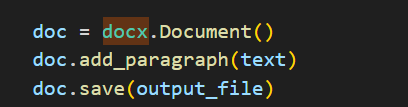 doc = docx.Document()
doc.add_paragraph(text)
doc.save(output_file)